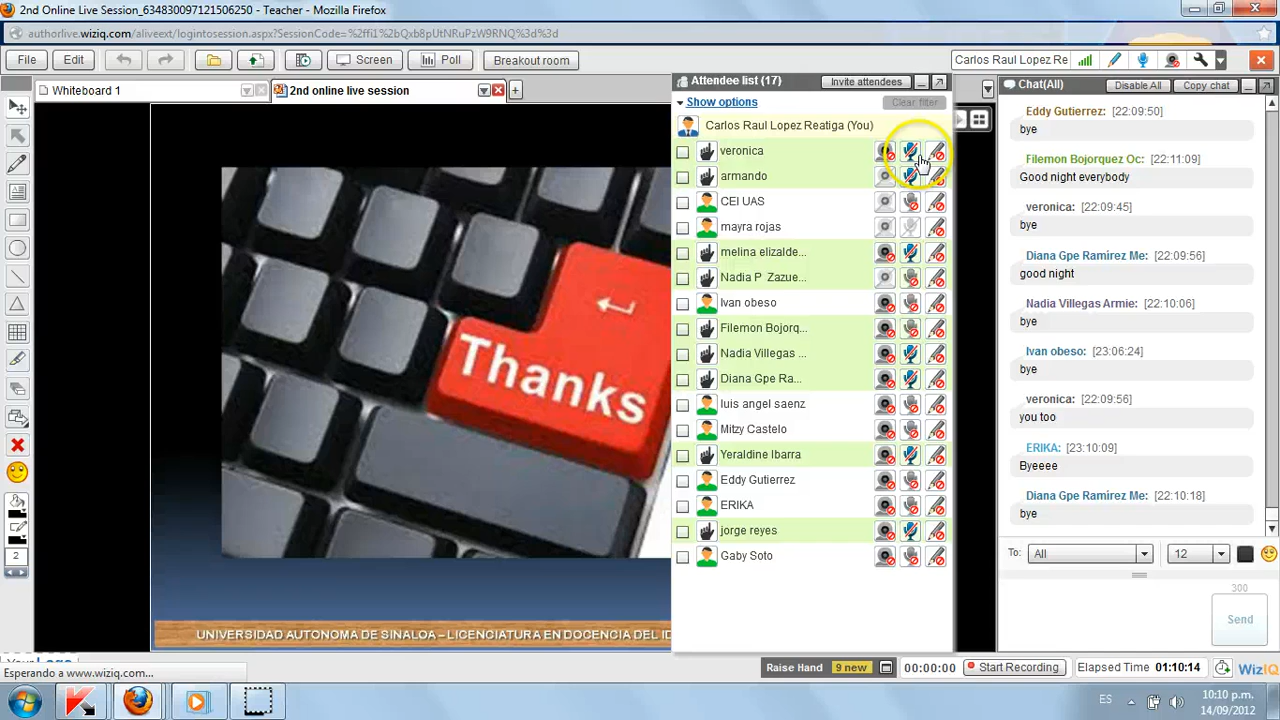 2nd Online Live Session_634830097121506250 - Teacher - Mozilla Firefox
authorlive.wiziq.com/aliveext/logintosession.aspx?SessionCode=%2ffi1%2bQxb8pUtNRuPzW9RNQ%3d%3d
File
Edit
Screen
Poll
Breakout room
Carlos Raul Lopez Re
Whiteboard 1
2nd online live session
Attendee list (17)
Invite attendees
Show options
Clear filter
Carlos Raul Lopez Reatiga (You)
veronica
armando
CEI UAS
mayra rojas
melina elizalde...
Nadia P Zazue...
Ivan obeso
Filemon Bojorq...
Nadia Villegas ...
Diana Gpe Ra...
luis angel saenz
Mitzy Castelo
Yeraldine Ibarra
Eddy Gutierrez
ERIKA
jorge reyes
Gaby Soto
Chat(All)
Disable All
Copy chat
Eddy Gutierrez: [22:09:50]
bye
Filemon Bojorquez Oc: [22:11:09]
Good night everybody
veronica: [22:09:45]
bye
Diana Gpe Ramirez Me: [22:09:56]
good night
Nadia Villegas Armie: [22:10:06]
bye
Ivan obeso: [23:06:24]
bye
veronica: [22:09:56]
you too
ERIKA: [23:10:09]
Byeeee
Diana Gpe Ramirez Me: [22:10:18]
bye
To: All
12
300
Send
Thanks
2
UNIVERSIDAD AUTONOMA DE SINALOA – LICENCIATURA EN DOCENCIA DEL
Esperando a www.wiziq.com...
Raise Hand 9 new
00:00:00
Start Recording
Elapsed Time 01:10:14
WizIQ
ES
10:10 p.m.
14/09/2012